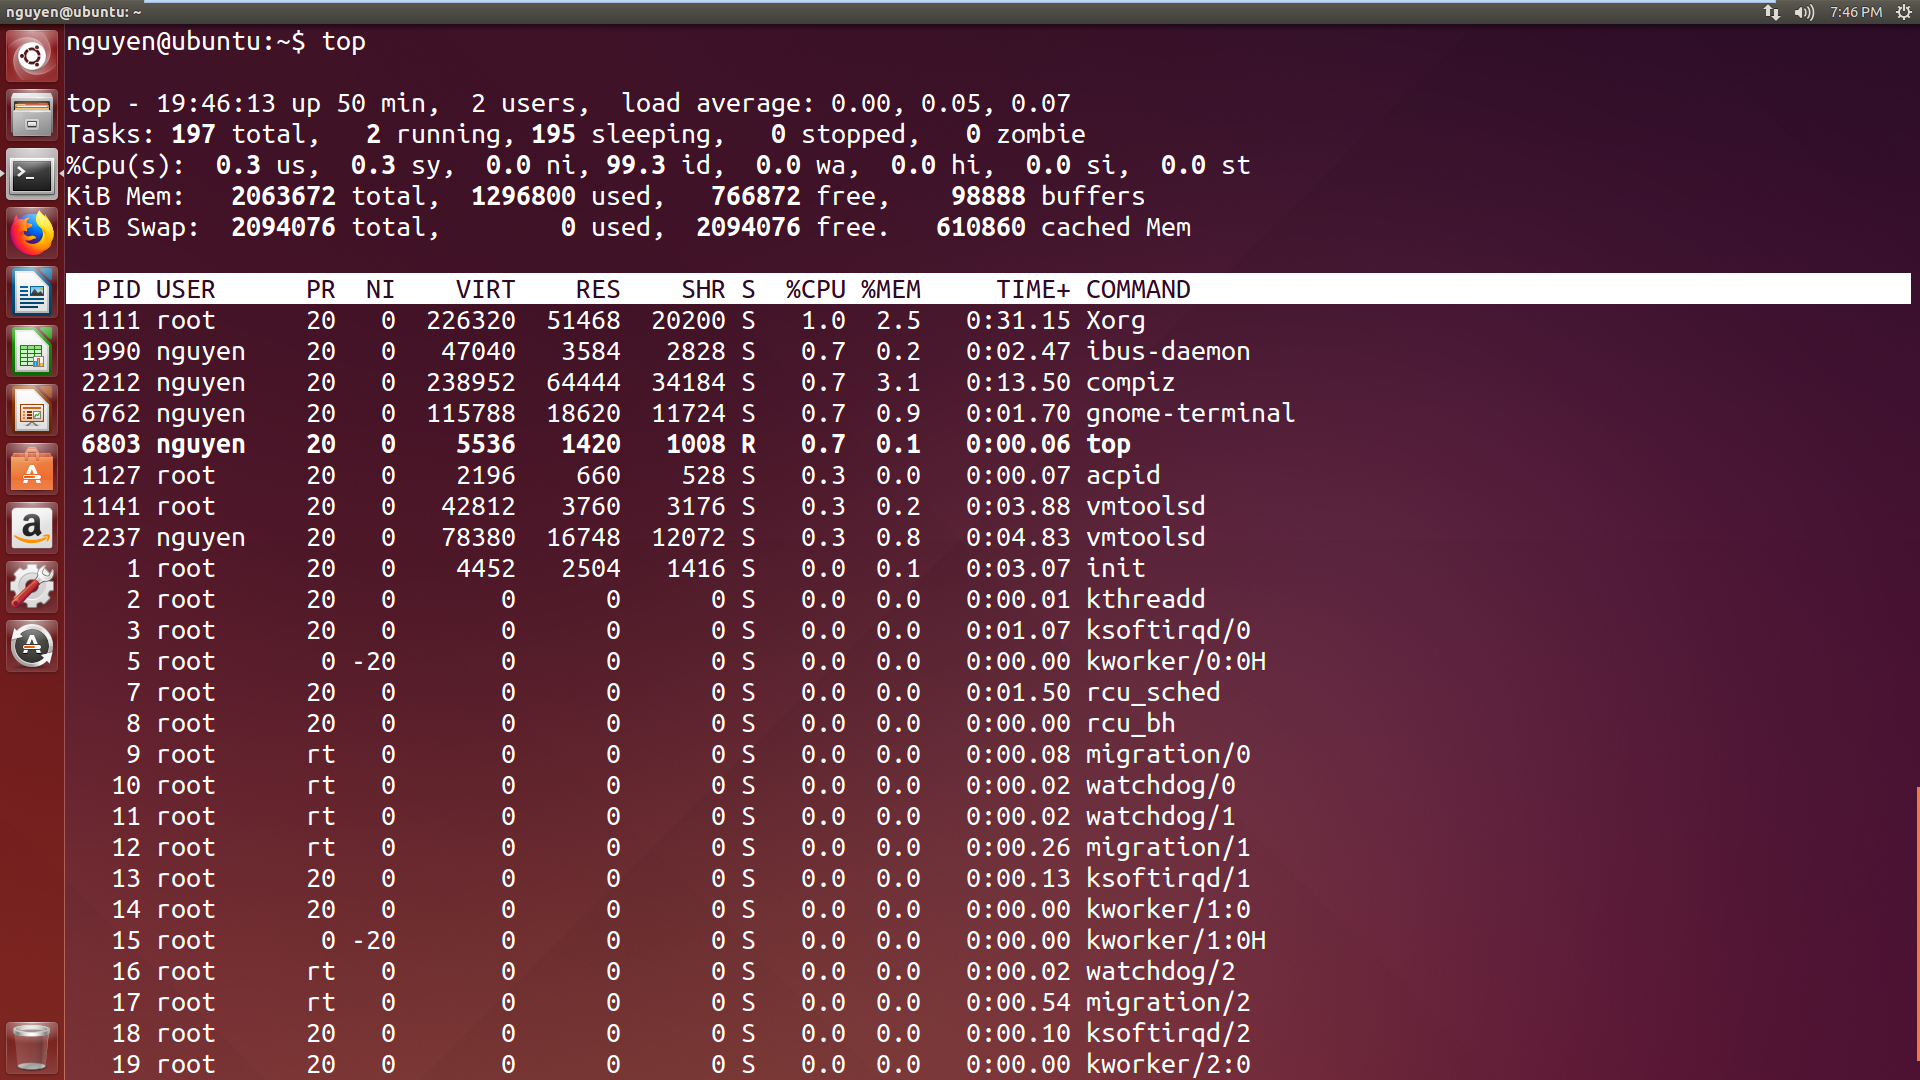 nguyen@ubuntu: ~
7:46 PM
nguyen@ubuntu:~$ top
top - 19:46:13 up 50 min,  2 users,  load average: 0.00, 0.05, 0.07
Tasks: 197 total,   2 running, 195 sleeping,   0 stopped,   0 zombie
%Cpu(s):  0.3 us,  0.3 sy,  0.0 ni, 99.3 id,  0.0 wa,  0.0 hi,  0.0 si,  0.0 st
KiB Mem:   2063672 total,  1296800 used,   766872 free,    98888 buffers
KiB Swap:  2094076 total,        0 used,  2094076 free.   610860 cached Mem
  PID USER      PR  NI    VIRT    RES    SHR S  %CPU %MEM     TIME+ COMMAND
 1111 root      20   0  226320  51468  20200 S   1.0  2.5   0:31.15 Xorg
 1990 nguyen    20   0   47040   3584   2828 S   0.7  0.2   0:02.47 ibus-daemon
 2212 nguyen    20   0  238952  64444  34184 S   0.7  3.1   0:13.50 compiz
 6762 nguyen    20   0  115788  18620  11724 S   0.7  0.9   0:01.70 gnome-terminal
 6803 nguyen    20   0    5536   1420   1008 R   0.7  0.1   0:00.06 top
 1127 root      20   0    2196    660    528 S   0.3  0.0   0:00.07 acpid
 1141 root      20   0   42812   3760   3176 S   0.3  0.2   0:03.88 vmtoolsd
 2237 nguyen    20   0   78380  16748  12072 S   0.3  0.8   0:04.83 vmtoolsd
    1 root      20   0    4452   2504   1416 S   0.0  0.1   0:03.07 init
    2 root      20   0       0      0      0 S   0.0  0.0   0:00.01 kthreadd
    3 root      20   0       0      0      0 S   0.0  0.0   0:01.07 ksoftirqd/0
    5 root       0 -20       0      0      0 S   0.0  0.0   0:00.00 kworker/0:0H
    7 root      20   0       0      0      0 S   0.0  0.0   0:01.50 rcu_sched
    8 root      20   0       0      0      0 S   0.0  0.0   0:00.00 rcu_bh
    9 root      rt   0       0      0      0 S   0.0  0.0   0:00.08 migration/0
   10 root      rt   0       0      0      0 S   0.0  0.0   0:00.02 watchdog/0
   11 root      rt   0       0      0      0 S   0.0  0.0   0:00.02 watchdog/1
   12 root      rt   0       0      0      0 S   0.0  0.0   0:00.26 migration/1
   13 root      20   0       0      0      0 S   0.0  0.0   0:00.13 ksoftirqd/1
   14 root      20   0       0      0      0 S   0.0  0.0   0:00.00 kworker/1:0
   15 root       0 -20       0      0      0 S   0.0  0.0   0:00.00 kworker/1:0H
   16 root      rt   0       0      0      0 S   0.0  0.0   0:00.02 watchdog/2
   17 root      rt   0       0      0      0 S   0.0  0.0   0:00.54 migration/2
   18 root      20   0       0      0      0 S   0.0  0.0   0:00.10 ksoftirqd/2
   19 root      20   0       0      0      0 S   0.0  0.0   0:00.00 kworker/2:0